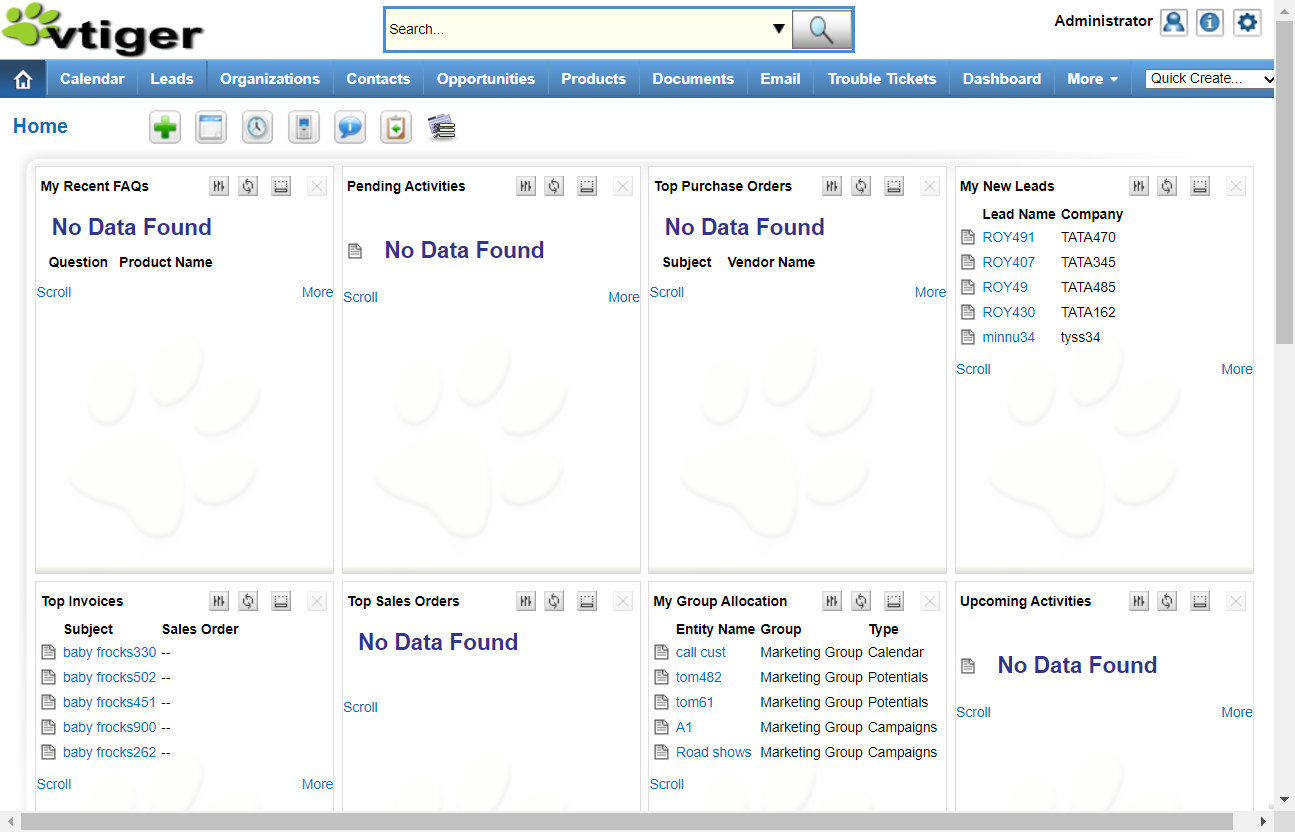 vtiger
Search...
Administrator
Calendar Leads Organizations Contacts Opportunities Products Documents Email Trouble Tickets Dashboard More Quick Create...
Home
My Recent FAQs
No Data Found
Question Product Name
Scroll More
Pending Activities
No Data Found
Scroll More
Top Purchase Orders
No Data Found
Subject Vendor Name
Scroll More
My New Leads
Lead Name Company
ROY491 TATA470
ROY407 TATA345
ROY49 TATA485
ROY430 TATA162
minnu34 tyss34
Scroll More
Top Invoices
Subject Sales Order
baby frocks330 --
baby frocks502 --
baby frocks451 --
baby frocks900 --
baby frocks262 --
Scroll More
Top Sales Orders
No Data Found
Scroll
My Group Allocation
Entity Name Group Type
call cust Marketing Group Calendar
tom482 Marketing Group Potentials
tom61 Marketing Group Potentials
A1 Marketing Group Campaigns
Road shows Marketing Group Campaigns
Scroll
Upcoming Activities
No Data Found
Scroll More